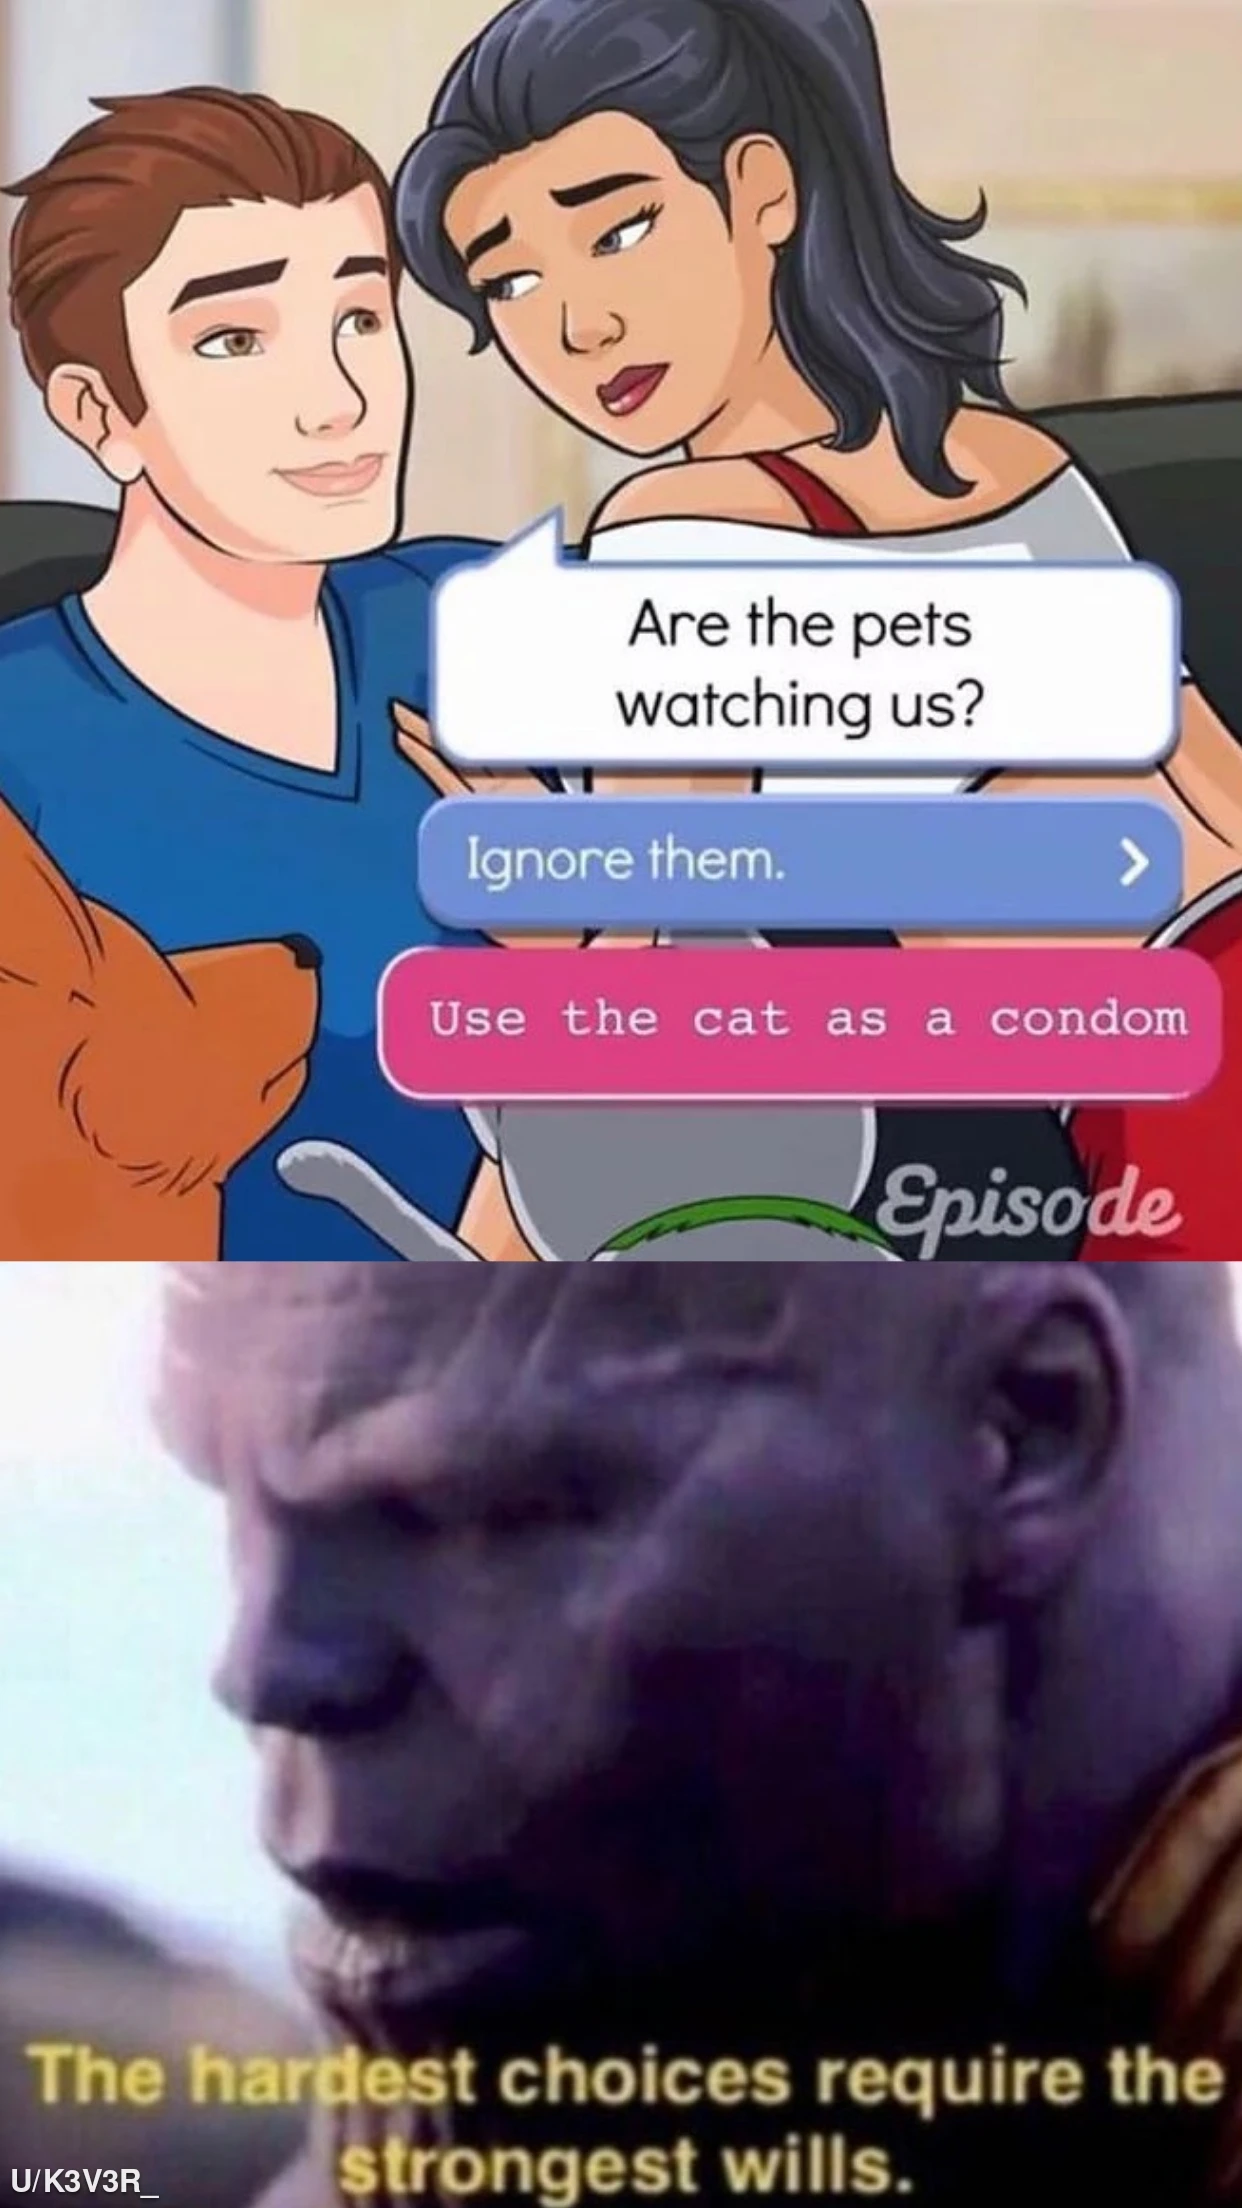 Are the pets
watching us?
Ignore them.
Use the cat as a condom
Episode
The hardest choices require the
strongest wills.
U/K3V3R_